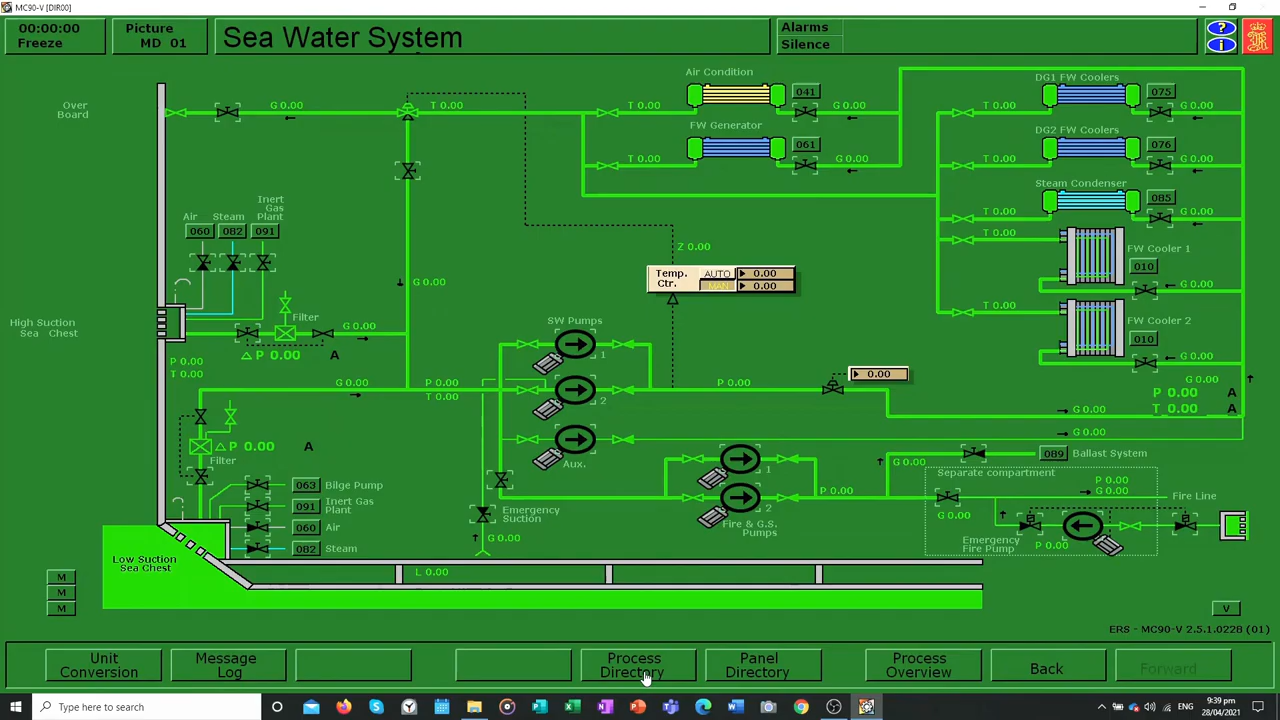 MC90-V [DIR00]
00:00:00
Freeze
Picture
MD 01
Sea Water System
Alarms
Silence
?
i
Over
Board
G 0.00
T 0.00
Air Condition
041
T 0.00
G 0.00
FW Generator
061
T 0.00
G 0.00
DG1 FW Coolers
075
T 0.00
G 0.00
DG2 FW Coolers
076
T 0.00
G 0.00
Steam Condenser
085
T 0.00
G 0.00
T 0.00
FW Cooler 1
010
G 0.00
T 0.00
FW Cooler 2
010
G 0.00
G 0.00
P 0.00 A
T 0.00 A
Air
Steam
Inert
Gas
Plant
060
082
091
Z 0.00
Temp.
Ctr.
AUTO
MAN
0.00
0.00
G 0.00
High Suction
Sea Chest
Filter
G 0.00
P 0.00 A
P 0.00
T 0.00
SW Pumps
1
2
Aux.
G 0.00
P 0.00
T 0.00
P 0.00
0.00
G 0.00
G 0.00
P 0.00 A
Filter
063
Bilge Pump
091
Inert Gas
Plant
060
Air
082
Steam
Low Suction
Sea Chest
L 0.00
Emergency
Suction
G 0.00
1
2
Fire & G.S.
Pumps
P 0.00
G 0.00
089
Ballast System
Separate compartment
P 0.00
G 0.00
Fire Line
G 0.00
Emergency
Fire Pump
P 0.00
M
M
M
V
ERS - MC90-V 2.5.1.0228 (01)
Unit
Conversion
Message
Log
Process
Directory
Panel
Directory
Process
Overview
Back
Forward
Type here to search
ENG
9:39 pm
28/04/2021